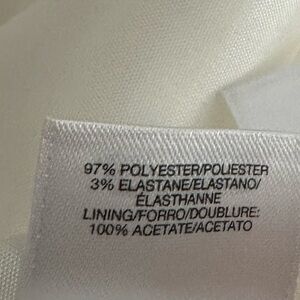 97% POLYESTER/POLIESTER
3% ELASTANE/ELASTANO/
ÉLASTHANNE
LINING/FORRO/DOUBLURE:
100% ACETATE/ACETATO